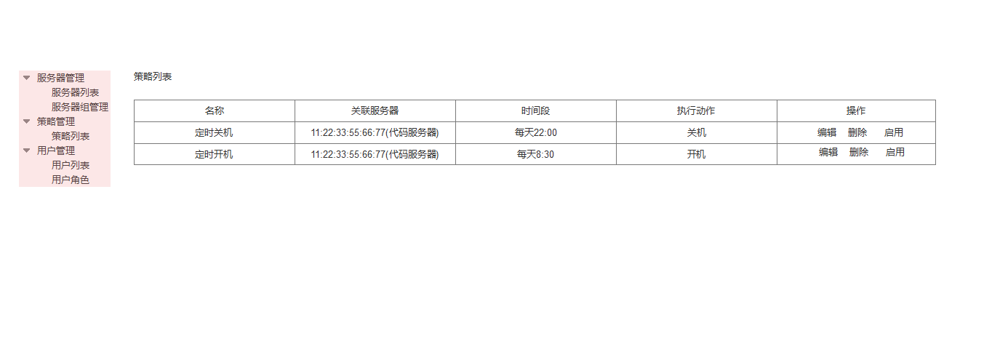 服务器管理
服务器列表
服务器组管理
策略管理
策略列表
用户管理
用户列表
用户角色
策略列表
名称 关联服务器 时间段 执行动作 操作
定时关机 11:22:33:55:66:77(代码服务器) 每天22:00 关机 编辑 删除 启用
定时开机 11:22:33:55:66:77(代码服务器) 每天8:30 开机 编辑 删除 启用